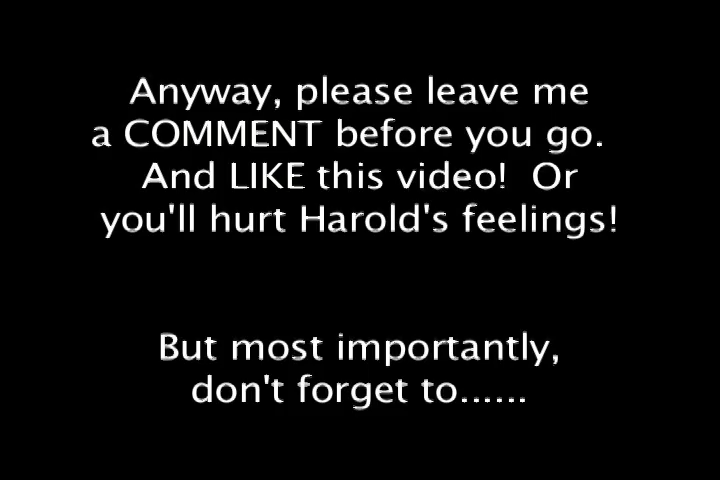 Anyway, please leave me
a COMMENT before you go.
And LIKE this video!  Or
you'll hurt Harold's feelings!
But most importantly,
don't forget to......